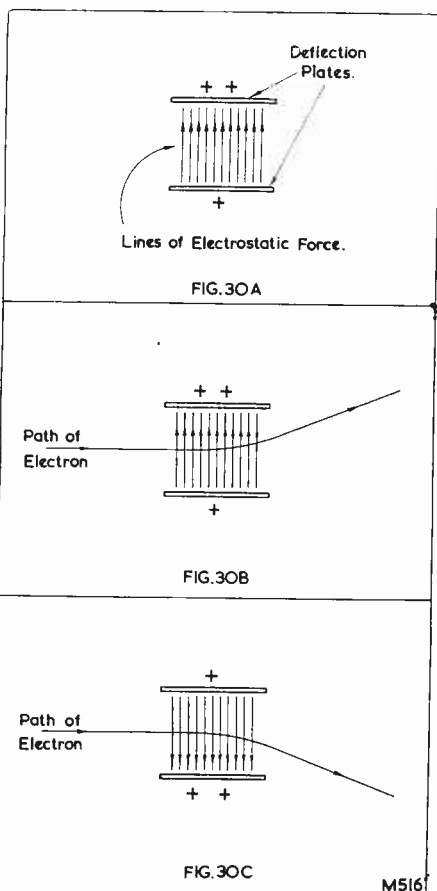 Deflection
Plates.
+ +
+
Lines of Electrostatic Force.
FIG.30A
+ +
Path of
Electron
+
FIG.30B
+
Path of
Electron
+ +
FIG.30C
M516